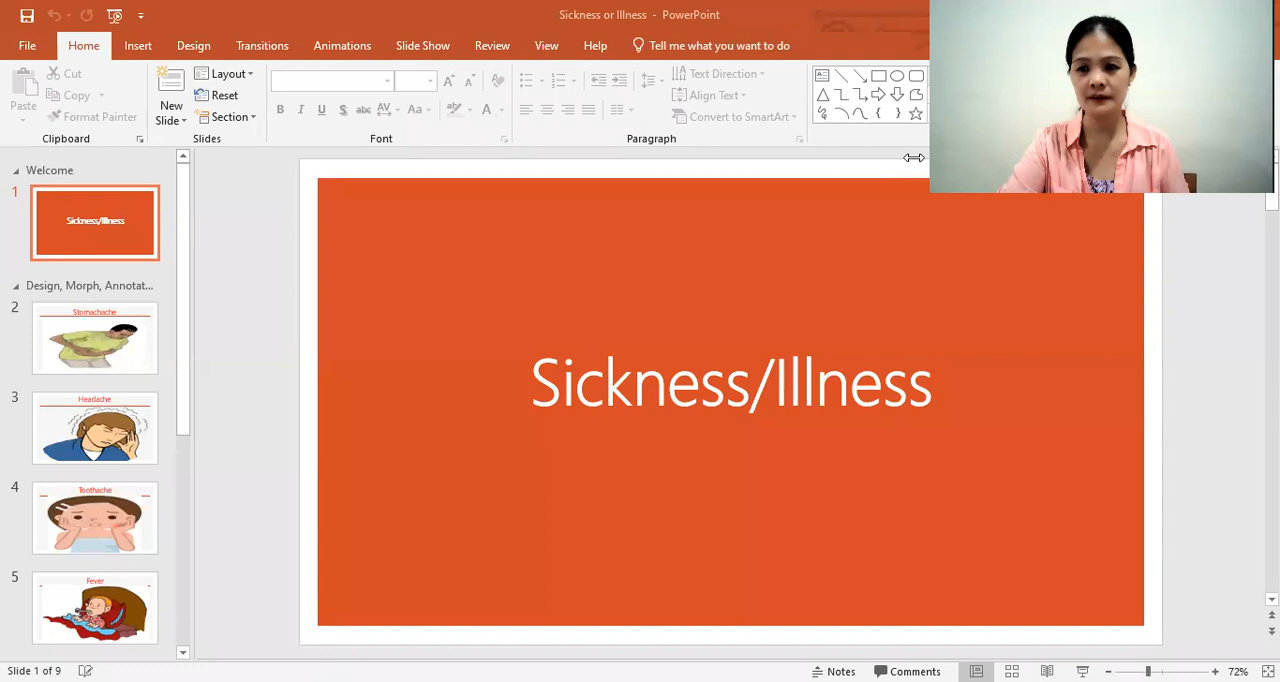 Sickness or Illness - PowerPoint
File Home Insert Design Transitions Animations Slide Show Review View Help Tell me what you want to do
Paste
Cut
Copy
Format Painter
Clipboard
New
Slide
Layout
Reset
Section
Slides
B I U S abc AV Aa A
Font
Text Direction
Align Text
Convert to SmartArt
Paragraph
Welcome
1
Sickness/Illness
Design, Morph, Annotat...
2
Stomachache
3
Headache
4
Toothache
5
Fever
Sickness/Illness
Slide 1 of 9
Notes
Comments
72%